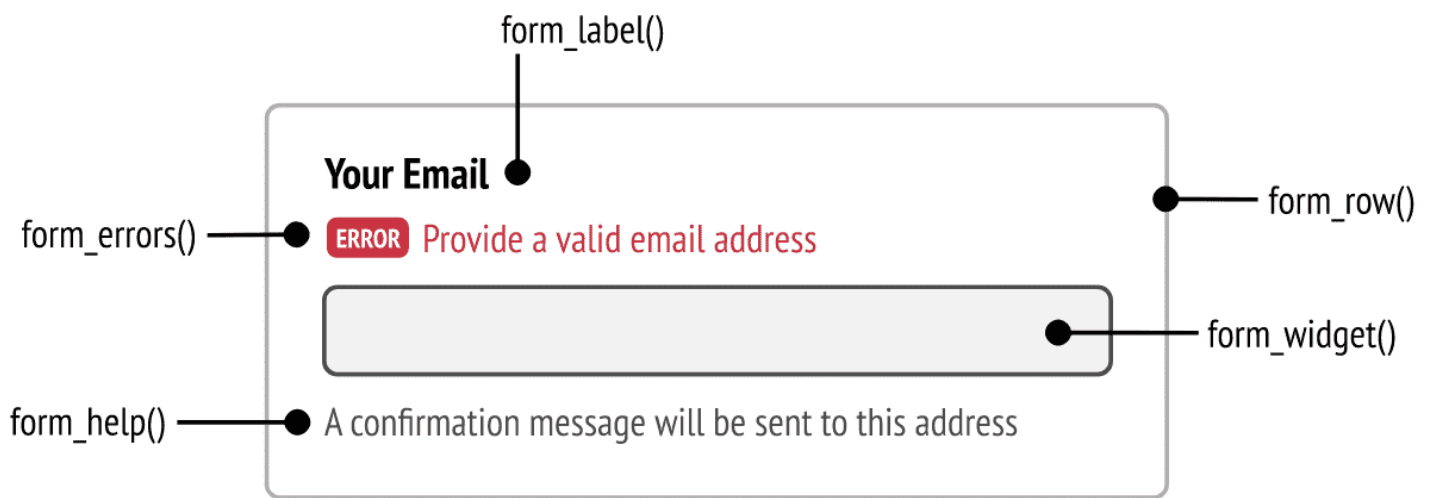 form_label()
Your Email
form_row()
form_errors()
ERROR Provide a valid email address
form_widget()
form_help()
A confirmation message will be sent to this address